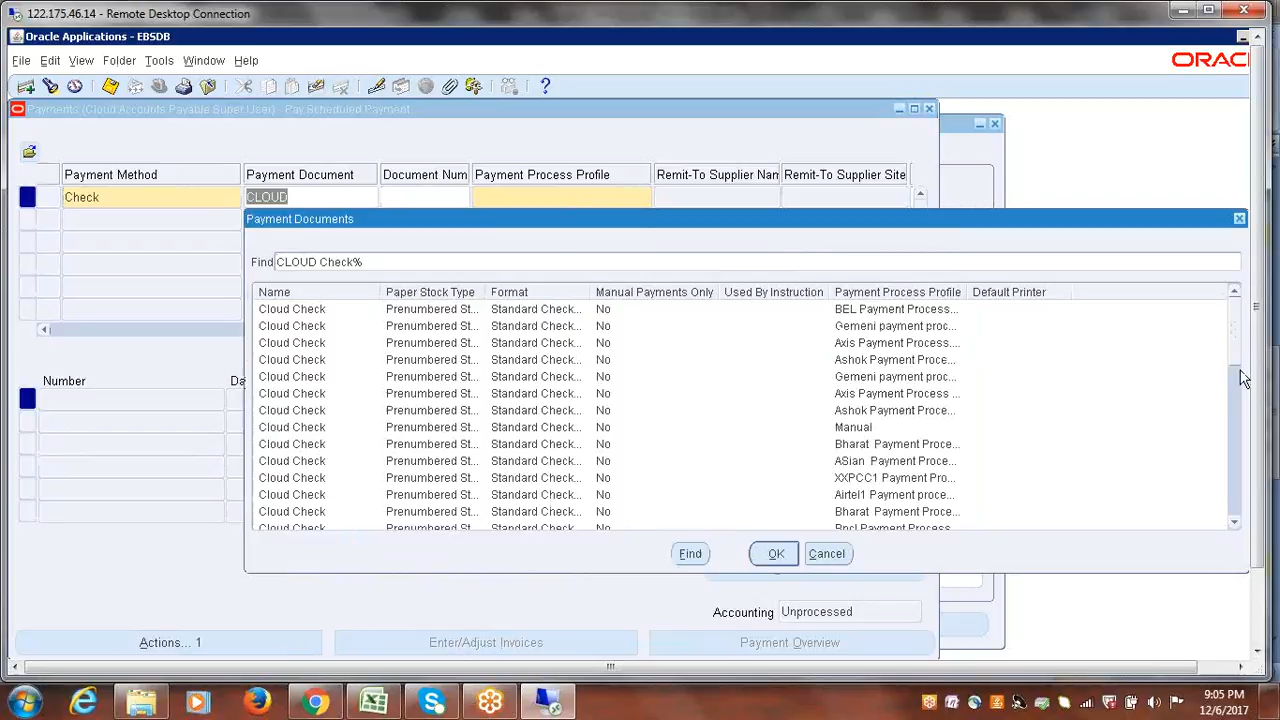 122.175.46.14 - Remote Desktop Connection
Oracle Applications - EBSDB
File Edit View Folder Tools Window Help
ORAC
Payments (Cloud Accounts Payable Super User) - Pay Scheduled Payment
Payment Method Payment Document Document Num Payment Process Profile Remit-To Supplier Nan Remit-To Supplier Site
Check CLOUD
Payment Documents
Find CLOUD Check%
Name Paper Stock Type Format Manual Payments Only Used By Instruction Payment Process Profile Default Printer
Cloud Check Prenumbered St... Standard Check... No BEL Payment Process...
Cloud Check Prenumbered St... Standard Check... No Gemeni payment proc...
Cloud Check Prenumbered St... Standard Check... No Axis Payment Process....
Cloud Check Prenumbered St... Standard Check... No Ashok Payment Proce...
Cloud Check Prenumbered St... Standard Check... No Gemeni payment proc...
Cloud Check Prenumbered St... Standard Check... No Axis Payment Process ...
Cloud Check Prenumbered St... Standard Check... No Ashok Payment Proce...
Cloud Check Prenumbered St... Standard Check... No Manual
Cloud Check Prenumbered St... Standard Check... No Bharat Payment Proce...
Cloud Check Prenumbered St... Standard Check... No ASian Payment Proce...
Cloud Check Prenumbered St... Standard Check... No XXPCC1 Payment Pro...
Cloud Check Prenumbered St... Standard Check... No Airtel1 Payment proce...
Cloud Check Prenumbered St... Standard Check... No Bharat Payment Proce...
Cloud Check Prenumbered St... Standard Check... No Payment Process
Number Da
Find OK Cancel
Accounting Unprocessed
Actions... 1 Enter/Adjust Invoices Payment Overview
9:05 PM
12/6/2017